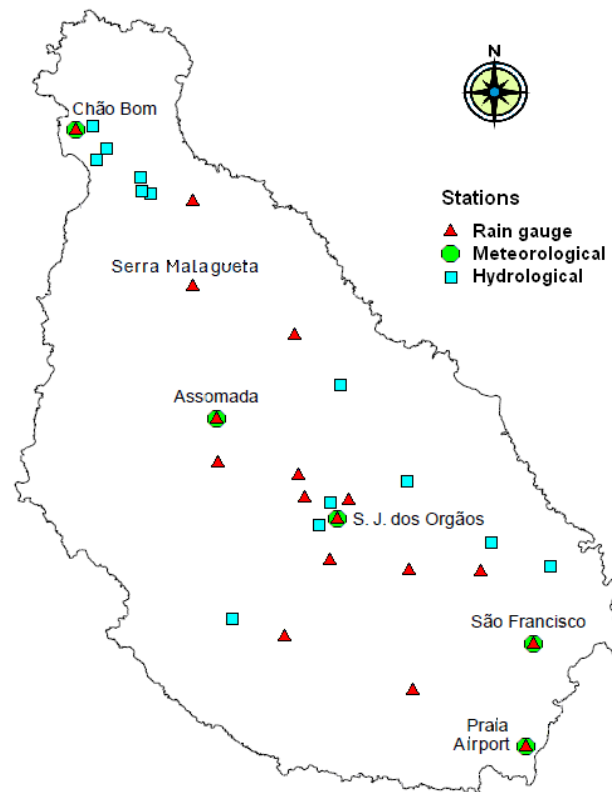 N
Chão Bom
Stations
Rain gauge
Meteorological
Hydrological
Serra Malagueta
Assomada
S. J. dos Orgãos
São Francisco
Praia
Airport